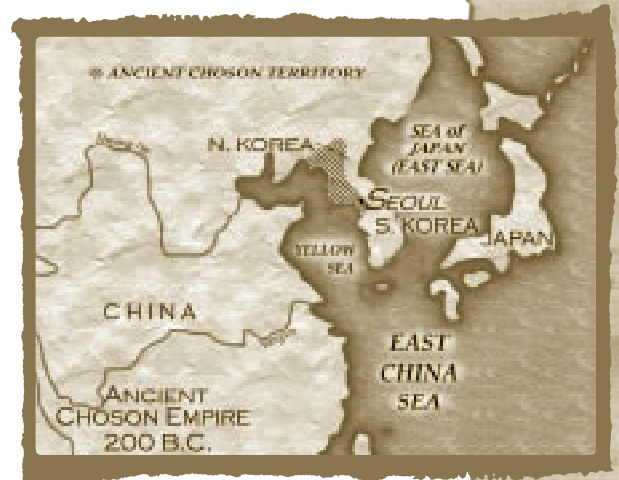 ※ ANCIENT CHOSON TERRITORY
N. KOREA
SEA of
JAPAN
(EAST SEA)
SEOUL
S. KOREA
JAPAN
YELLOW
SEA
CHINA
EAST
CHINA
SEA
ANCIENT
CHOSON EMPIRE
200 B.C.